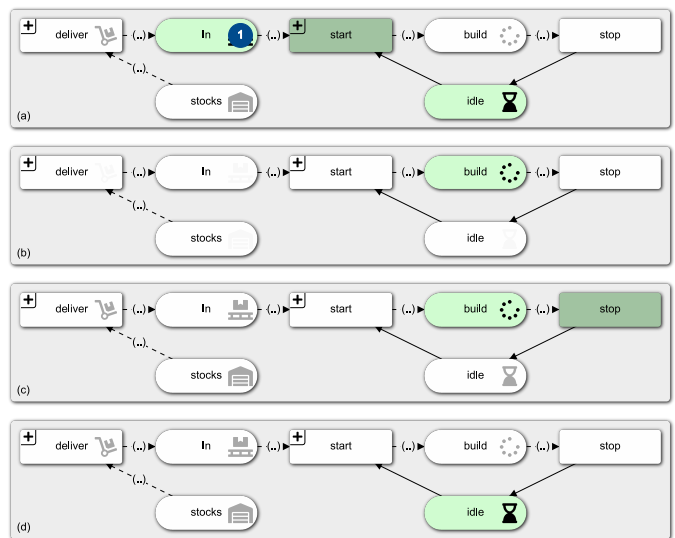 deliver (..) In 1 (..) start (..) build (..) stop
(..)
stocks idle
(a)
deliver (..) In (..) start (..) build (..) stop
(..)
stocks idle
(b)
deliver (..) In (..) start (..) build (..) stop
(..)
stocks idle
(c)
deliver (..) In (..) start (..) build (..) stop
(..)
stocks idle
(d)